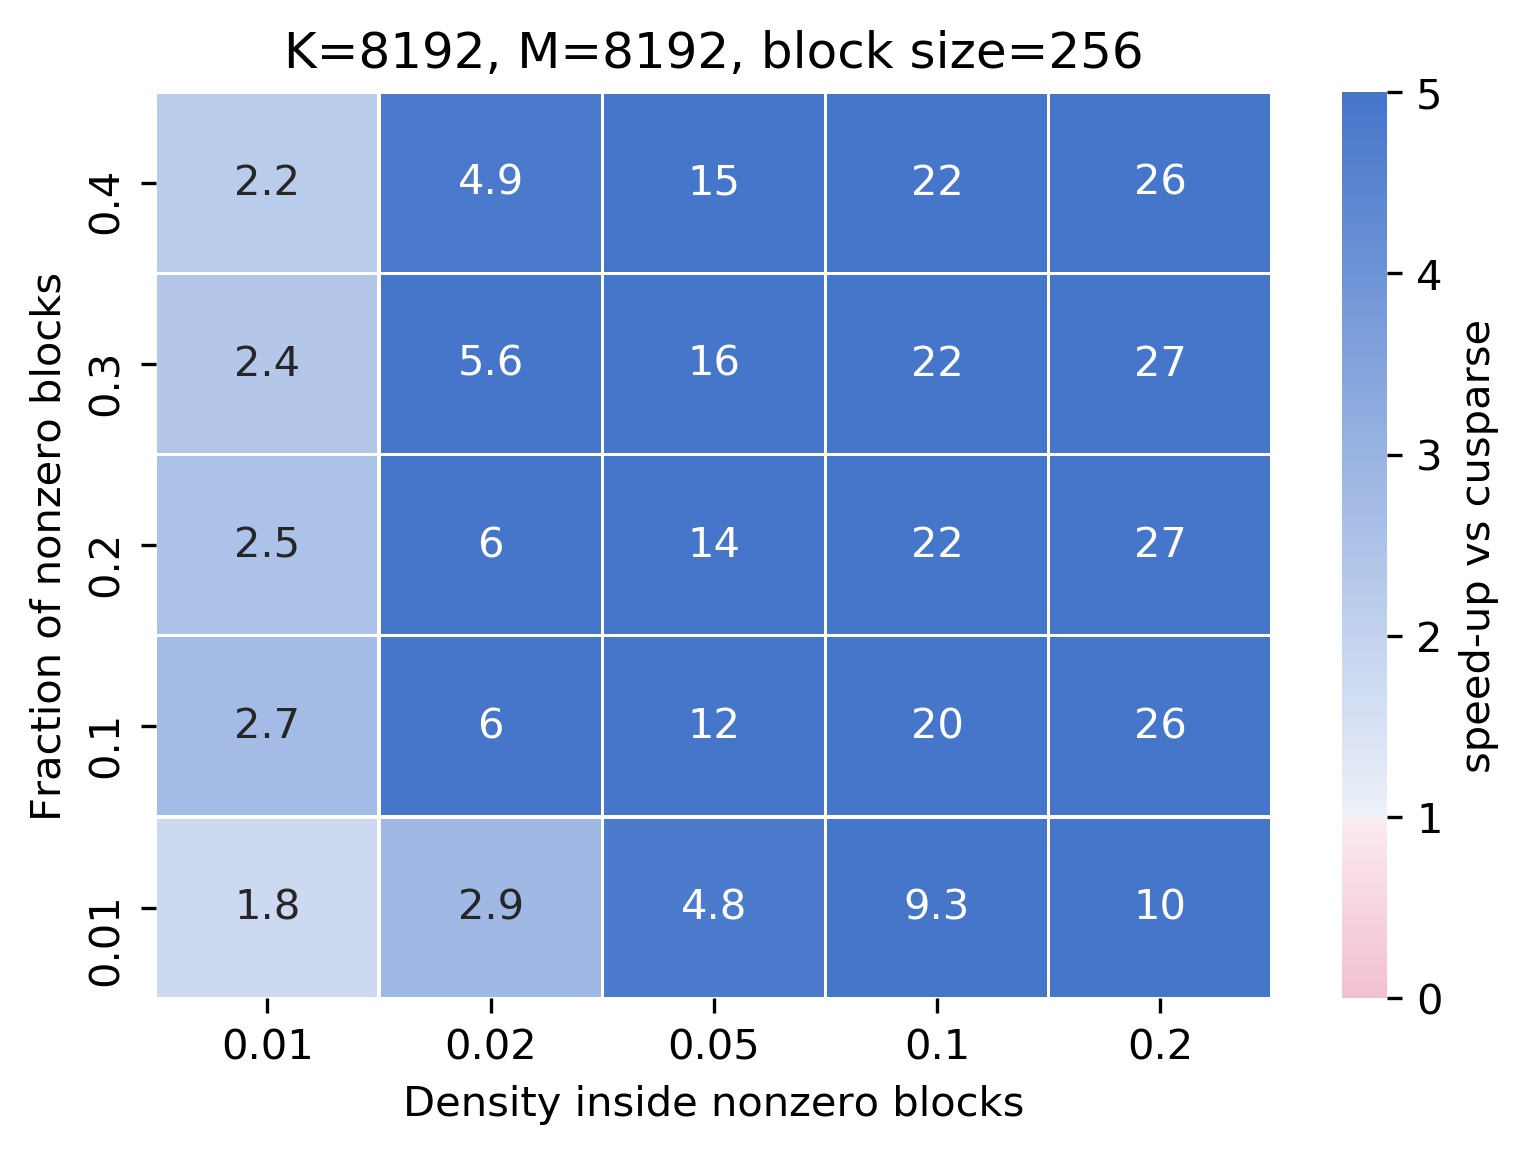 K=8192, M=8192, block size=256
Fraction of nonzero blocks
0.4 2.2 4.9 15 22 26
0.3 2.4 5.6 16 22 27
0.2 2.5 6 14 22 27
0.1 2.7 6 12 20 26
0.01 1.8 2.9 4.8 9.3 10
0.01 0.02 0.05 0.1 0.2
Density inside nonzero blocks
5
4
3
2
1
0
speed-up vs cusparse